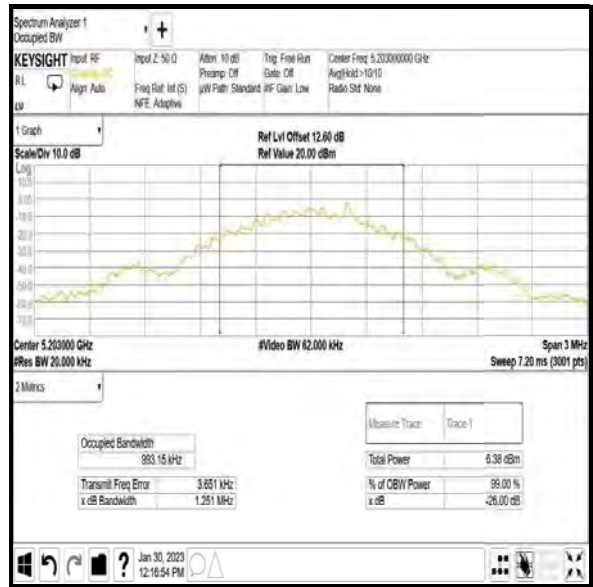 Spectrum Analyzer 1
Occupied BW
+
KEYSIGHT Input: RF Input Z: 50 Ω Atten: 10 dB Trig: Free Run Center Freq: 5.203000000 GHz
Preamp: Off Gate: Off Avg|Hold:>10/10
RL Align: Auto Freq Ref: Int (S) µW Path: Standard #IF Gain: Low Radio Std: None
NFE: Adaptive
1 Graph
Ref Lvl Offset 12.60 dB
Scale/Div 10.0 dB Ref Value 20.00 dBm
Log
Center 5.203000 GHz #Video BW 62.000 kHz Span 3 MHz
#Res BW 20.000 kHz Sweep 7.20 ms (3001 pts)
2 Metrics
Measure Trace Trace 1
Occupied Bandwidth
993.15 kHz
Total Power 6.38 dBm
Transmit Freq Error 3.651 kHz % of OBW Power 99.00 %
x dB Bandwidth 1.251 MHz x dB -26.00 dB
? Jan 30, 2023
12:16:54 PM